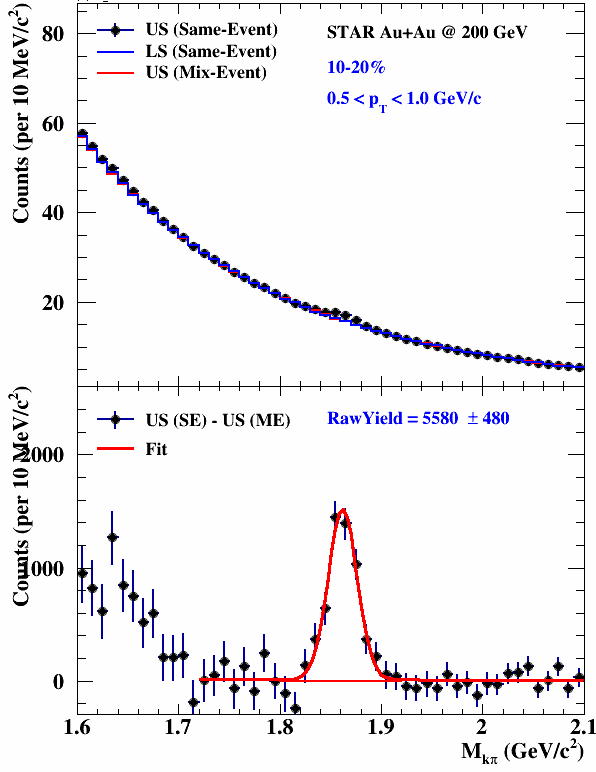 80
60
40
20
Counts (per 10 MeV/c²)
US (Same-Event)
LS (Same-Event)
US (Mix-Event)
STAR Au+Au @ 200 GeV
10-20%
0.5 < p_T < 1.0 GeV/c
2000
1000
0
Counts (per 10 MeV/c²)
US (SE) - US (ME)
Fit
RawYield = 5580 ± 480
1.6 1.7 1.8 1.9 2 2.1
M_kπ (GeV/c²)